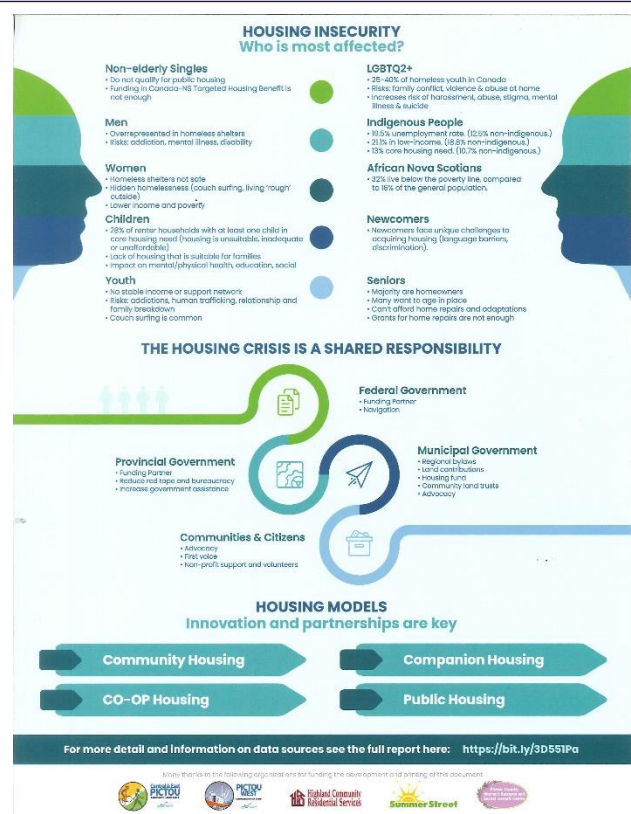 HOUSING INSECURITY
Who is most affected?
Non-elderly Singles
• Do not qualify for public housing
• Funding in Canada-NS Targeted Housing Benefit is
not enough
Men
• Overrepresented in homeless shelters
• Risks: addiction, mental illness, disability
Women
• Homeless shelters not safe
• Hidden homelessness (couch surfing, living 'rough'
outside)
• Lower income and poverty
Children
• 28% of renter households with at least one child in
core housing need (housing is unsuitable, inadequate
or unaffordable)
• Lack of housing that is suitable for families
• Impact on mental/physical health, education, social
Youth
• No stable income or support network
• Risks: addictions, human trafficking, relationship and
family breakdown
• Couch surfing is common
LGBTQ2+
• 25-40% of homeless youth in Canada
• Risks: family conflict, violence & abuse at home
• Increases risk of harassment, abuse, stigma, mental
illness & suicide
Indigenous People
• 19.5% unemployment rate. (12.5% non-indigenous.)
• 21.1% in low-income. (18.8% non-indigenous.)
• 13% core housing need. (10.7% non-indigenous.)
African Nova Scotians
• 32% live below the poverty line, compared
to 16% of the general population.
Newcomers
• Newcomers face unique challenges to
acquiring housing (language barriers,
discrimination).
Seniors
• Majority are homeowners
• Many want to age in place
• Can't afford home repairs and adaptations
• Grants for home repairs are not enough
THE HOUSING CRISIS IS A SHARED RESPONSIBILITY
Federal Government
• Funding Partner
• Navigation
Provincial Government
• Funding Partner
• Reduce red tape and bureaucracy
• Increase government assistance
Municipal Government
• Regional bylaws
• Land contributions
• Housing fund
• Community land trusts
• Advocacy
Communities & Citizens
• Advocacy
• First voice
• Non-profit support and volunteers
HOUSING MODELS
Innovation and partnerships are key
Community Housing
Companion Housing
CO-OP Housing
Public Housing
For more detail and information on data sources see the full report here: https://bit.ly/3D551Pa
Many thanks to the following organizations for funding the development and printing of this document
Central & East
PICTOU
PICTOU
WEST
Highland Community
Residential Services
Summer Street